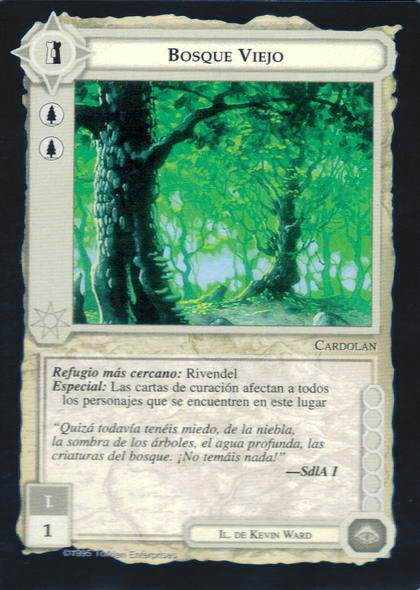 BOSQUE VIEJO
CARDOLAN
Refugio más cercano: Rivendel
Especial: Las cartas de curación afectan a todos
los personajes que se encuentren en este lugar
“Quizá todavía tenéis miedo, de la niebla,
la sombra de los árboles, el agua profunda, las
criaturas del bosque. ¡No temáis nada!”
—SdlA I
1
1
IL. DE KEVIN WARD
©1995 Tolkien Enterprises